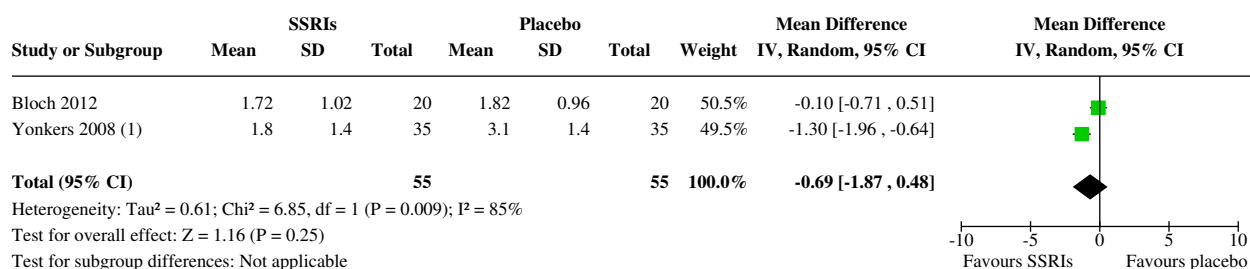 SSRIs Placebo Mean Difference Mean Difference
Study or Subgroup Mean SD Total Mean SD Total Weight IV, Random, 95% CI IV, Random, 95% CI
Bloch 2012 1.72 1.02 20 1.82 0.96 20 50.5% -0.10 [-0.71 , 0.51]
Yonkers 2008 (1) 1.8 1.4 35 3.1 1.4 35 49.5% -1.30 [-1.96 , -0.64]
Total (95% CI) 55 55 100.0% -0.69 [-1.87 , 0.48]
Heterogeneity: Tau² = 0.61; Chi² = 6.85, df = 1 (P = 0.009); I² = 85%
Test for overall effect: Z = 1.16 (P = 0.25)
-10 -5 0 5 10
Test for subgroup differences: Not applicable Favours SSRIs Favours placebo